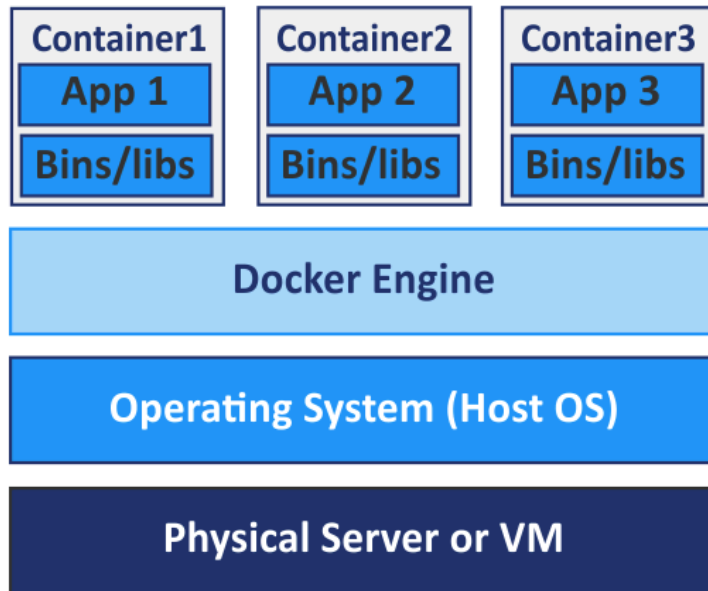 Container1 Container2 Container3
App 1 App 2 App 3
Bins/libs Bins/libs Bins/libs
Docker Engine
Operating System (Host OS)
Physical Server or VM